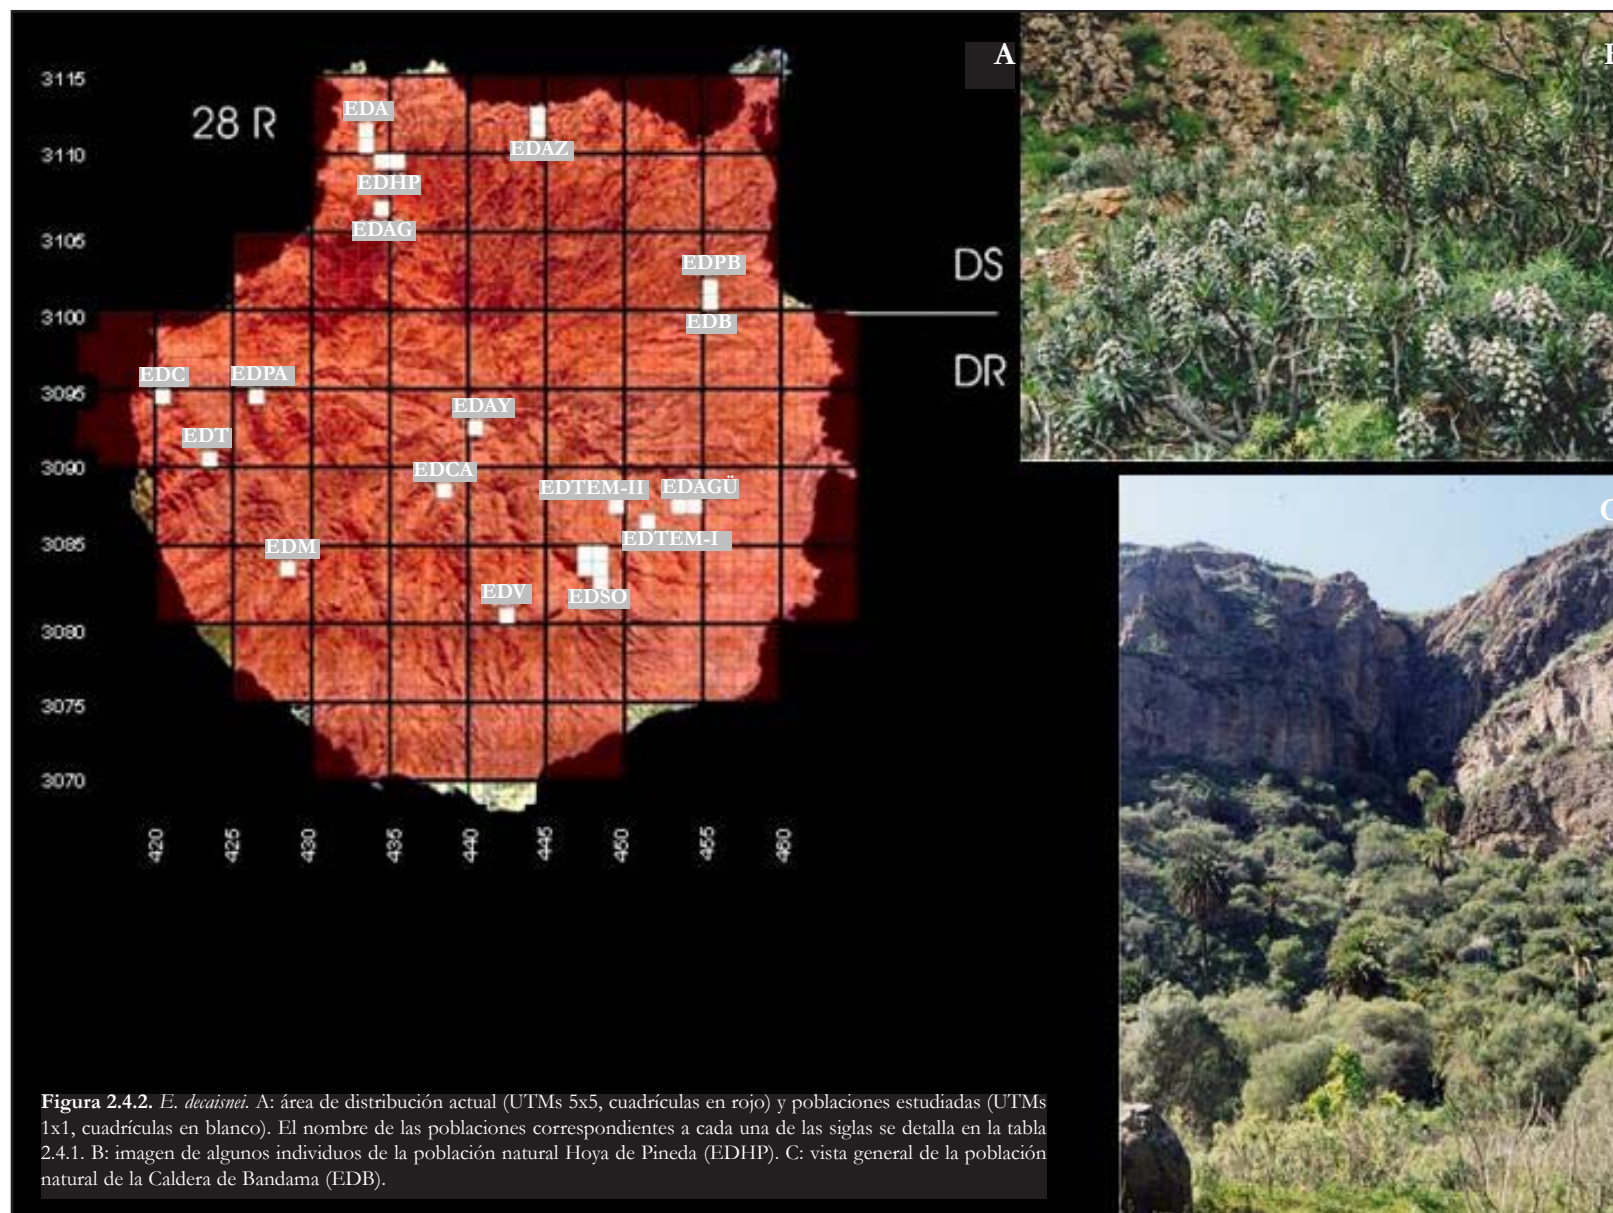 A
3115
EDA
28 R
EDAZ
3110
EDHP
EDAG
3105
EDPB
DS
3100
EDB
DR
EDC
EDPA
3095
EDAY
EDT
3090
EDCA
EDTEM-II
EDAGÜ
EDTEM-I
3085
EDM
EDV
EDSO
3080
3075
3070
420
425
430
435
440
445
450
455
460
Figura 2.4.2. E. decaisnei. A: área de distribución actual (UTMs 5x5, cuadrículas en rojo) y poblaciones estudiadas (UTMs
1x1, cuadrículas en blanco). El nombre de las poblaciones correspondientes a cada una de las siglas se detalla en la tabla
2.4.1. B: imagen de algunos individuos de la población natural Hoya de Pineda (EDHP). C: vista general de la población
natural de la Caldera de Bandama (EDB).